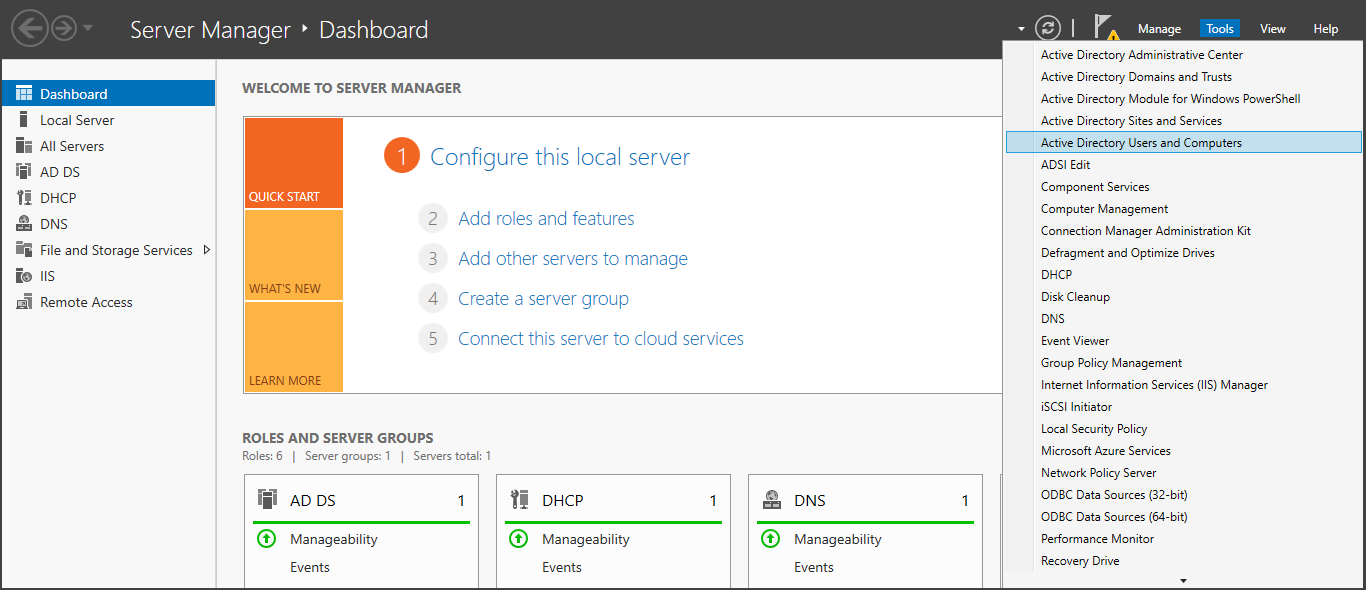 Server Manager ‣ Dashboard
Manage Tools View Help
Dashboard
Local Server
All Servers
AD DS
DHCP
DNS
File and Storage Services
IIS
Remote Access
WELCOME TO SERVER MANAGER
QUICK START
WHAT'S NEW
LEARN MORE
1 Configure this local server
2 Add roles and features
3 Add other servers to manage
4 Create a server group
5 Connect this server to cloud services
ROLES AND SERVER GROUPS
Roles: 6 | Server groups: 1 | Servers total: 1
AD DS 1
Manageability
Events
DHCP 1
Manageability
Events
DNS 1
Manageability
Events
Active Directory Administrative Center
Active Directory Domains and Trusts
Active Directory Module for Windows PowerShell
Active Directory Sites and Services
Active Directory Users and Computers
ADSI Edit
Component Services
Computer Management
Connection Manager Administration Kit
Defragment and Optimize Drives
DHCP
Disk Cleanup
DNS
Event Viewer
Group Policy Management
Internet Information Services (IIS) Manager
iSCSI Initiator
Local Security Policy
Microsoft Azure Services
Network Policy Server
ODBC Data Sources (32-bit)
ODBC Data Sources (64-bit)
Performance Monitor
Recovery Drive